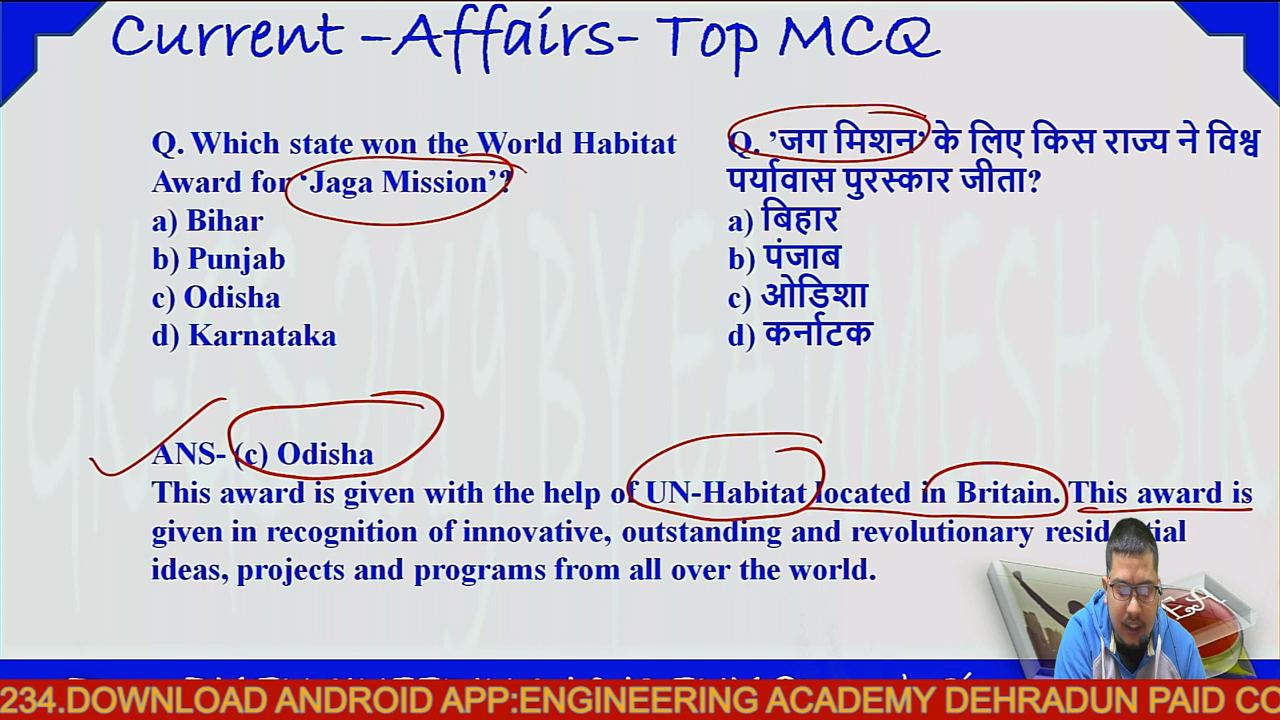 Current -Affairs- Top MCQ
Q. Which state won the World Habitat
Award for ‘Jaga Mission’?
a) Bihar
b) Punjab
c) Odisha
d) Karnataka
Q. ’जग मिशन’ के लिए किस राज्य ने विश्व
पर्यावास पुरस्कार जीता?
a) बिहार
b) पंजाब
c) ओडिशा
d) कर्नाटक
ANS- (c) Odisha
This award is given with the help of UN-Habitat located in Britain. This award is
given in recognition of innovative, outstanding and revolutionary
ideas, projects and programs from all over the world.
234.DOWNLOAD ANDROID APP:ENGINEERING ACADEMY DEHRADUN PAID CO